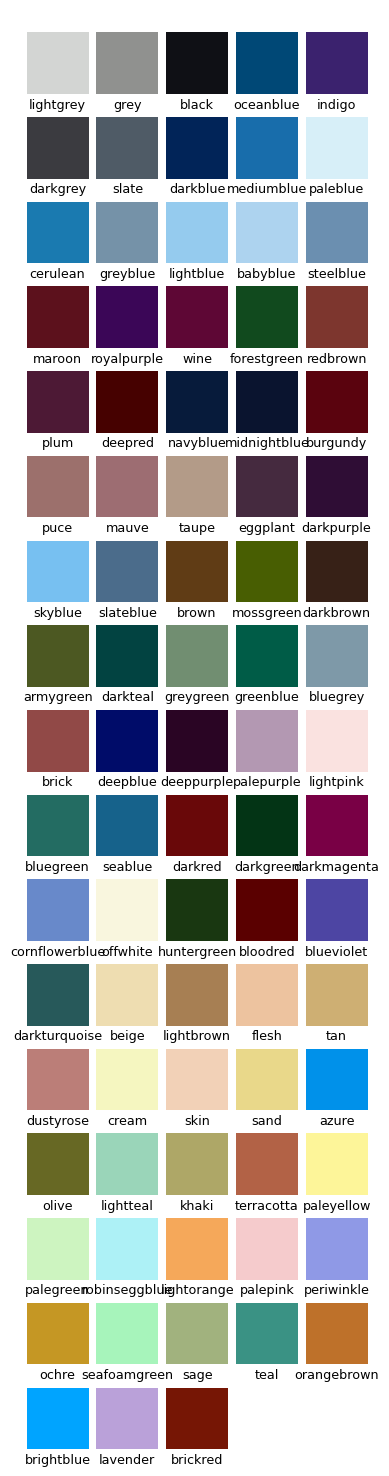 lightgrey grey black oceanblue indigo
darkgrey slate darkblue mediumblue paleblue
cerulean greyblue lightblue babyblue steelblue
maroon royalpurple wine forestgreen redbrown
plum deepred navyblue midnightblue burgundy
puce mauve taupe eggplant darkpurple
skyblue slateblue brown mossgreen darkbrown
armygreen darkteal greygreen greenblue bluegrey
brick deepblue deeppurple palepurple lightpink
bluegreen seablue darkred darkgreen darkmagenta
cornflowerblue offwhite huntergreen bloodred blueviolet
darkturquoise beige lightbrown flesh tan
dustyrose cream skin sand azure
olive lightteal khaki terracotta paleyellow
palegreen robinseggblue lightorange palepink periwinkle
ochre seafoamgreen sage teal orangebrown
brightblue lavender brickred